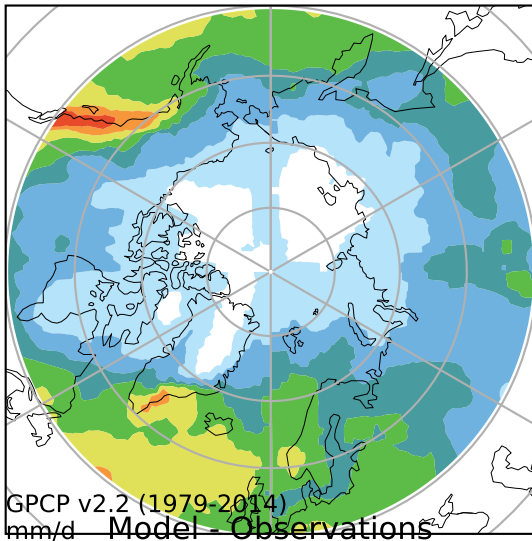 GPCP v2.2 (1979-2014)
mm/d Model - Observations